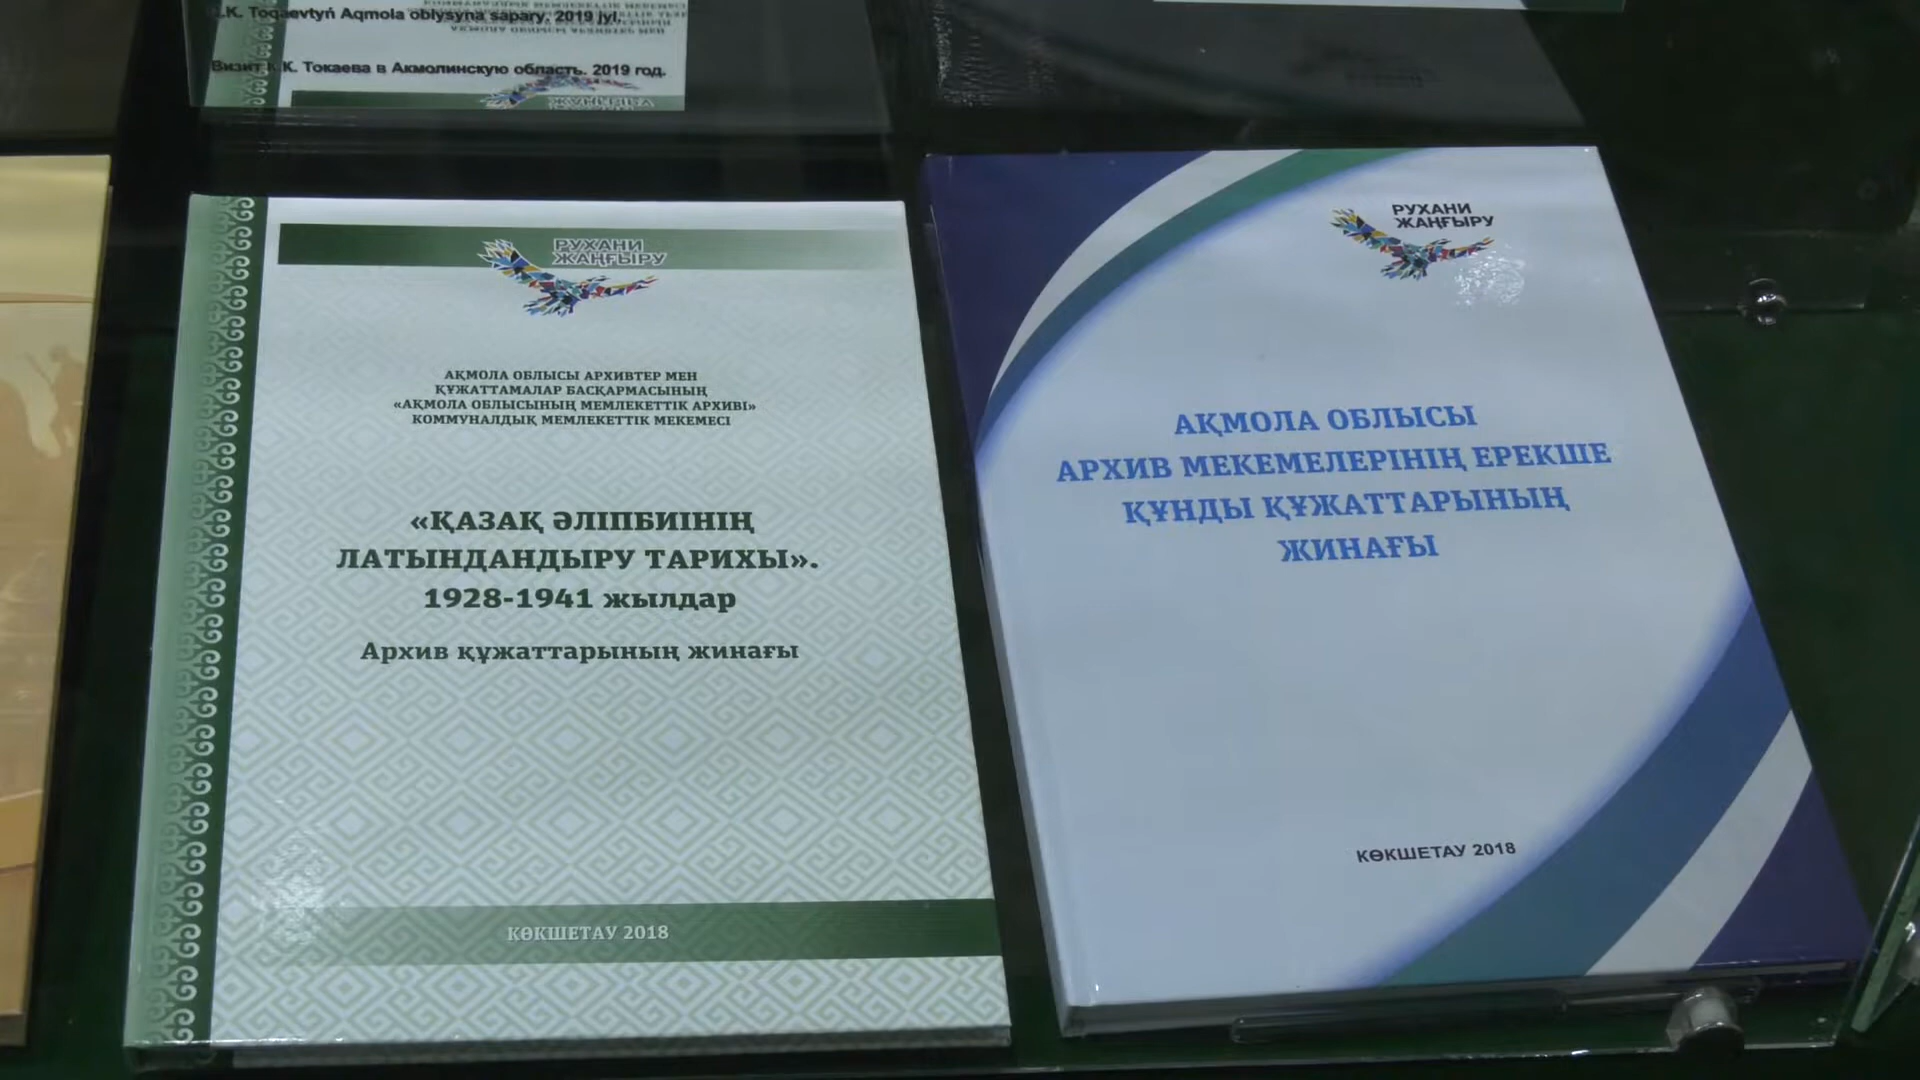 K. Toqaevtyń Aqmola oblysyna sapary. 2019 jyl.
Визит К.К. Токаева в Акмолинскую область. 2019 год.
РУХАНИ
ЖАҢҒЫРУ
АҚМОЛА ОБЛЫСЫ АРХИВТЕР МЕН
ҚҰЖАТТАМАЛАР БАСҚАРМАСЫНЫҢ
«АҚМОЛА ОБЛЫСЫНЫҢ МЕМЛЕКЕТТІК АРХИВІ»
КОММУНАЛДЫҚ МЕМЛЕКЕТТІК МЕКЕМЕСІ
«ҚАЗАҚ ӘЛІПБИІНІҢ
ЛАТЫНДАНДЫРУ ТАРИХЫ».
1928-1941 жылдар
Архив құжаттарының жинағы
КӨКШЕТАУ 2018
РУХАНИ
ЖАҢҒЫРУ
АҚМОЛА ОБЛЫСЫ
АРХИВ МЕКЕМЕЛЕРІНІҢ ЕРЕКШЕ
ҚҰНДЫ ҚҰЖАТТАРЫНЫҢ
ЖИНАҒЫ
КӨКШЕТАУ 2018